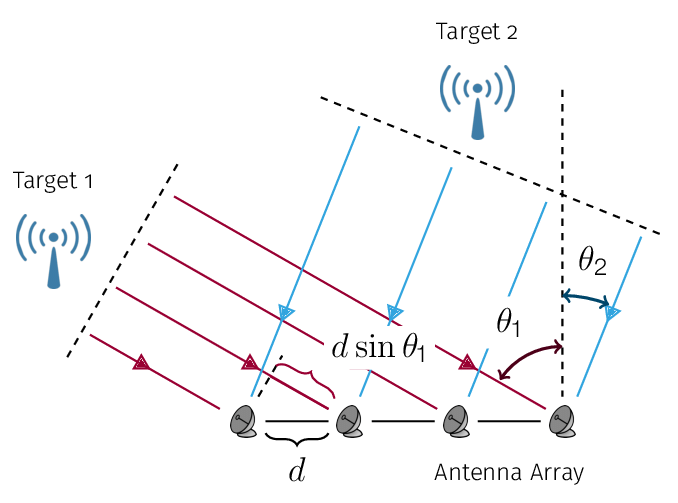 Target 2
Target 1
θ₂
θ₁
d sin θ₁
d
Antenna Array